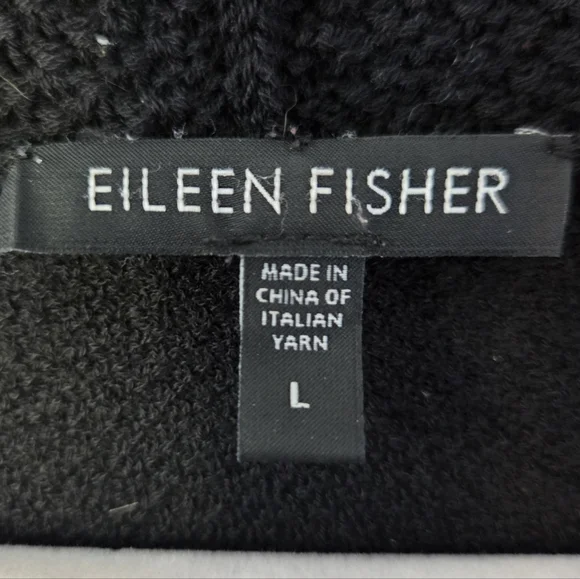 EILEEN FISHER
MADE IN
CHINA OF
ITALIAN
YARN
L